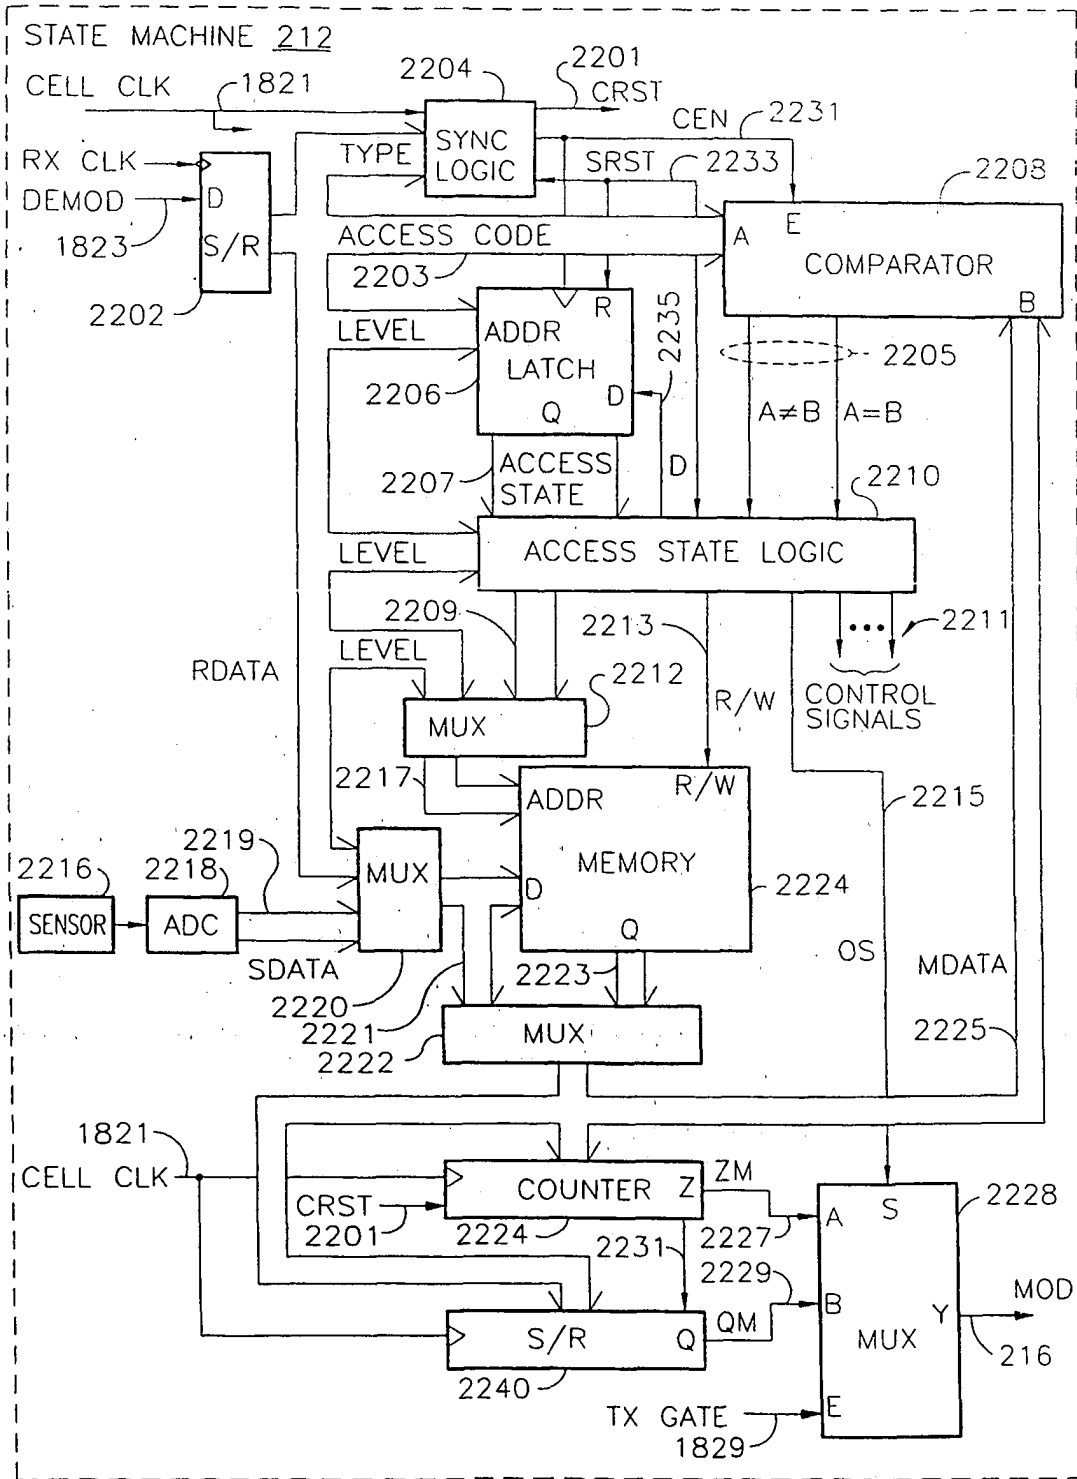 STATE MACHINE 212
CELL CLK
1821
2204
2201
CRST
CEN
2231
RX CLK
DEMOD
1823
D
S/R
2202
TYPE
SYNC
LOGIC
SRST
2233
2208
ACCESS CODE
2203
A
E
COMPARATOR
B
LEVEL
2206
ADDR
R
LATCH
D
Q
2235
2205
A≠B
A=B
2207
ACCESS
STATE
D
2210
LEVEL
ACCESS STATE LOGIC
2209
2213
2211
CONTROL
SIGNALS
RDATA
LEVEL
MUX
2212
R/W
2217
ADDR
R/W
2215
MEMORY
D
Q
2224
2216
2218
2219
SENSOR
ADC
MUX
SDATA
2220
2221
2222
2223
MUX
OS
MDATA
2225
1821
CELL CLK
CRST
2201
COUNTER
Z
2224
ZM
2227
2231
2229
S/R
Q
QM
2240
A
S
B
Y
MUX
E
2228
MOD
216
TX GATE
1829